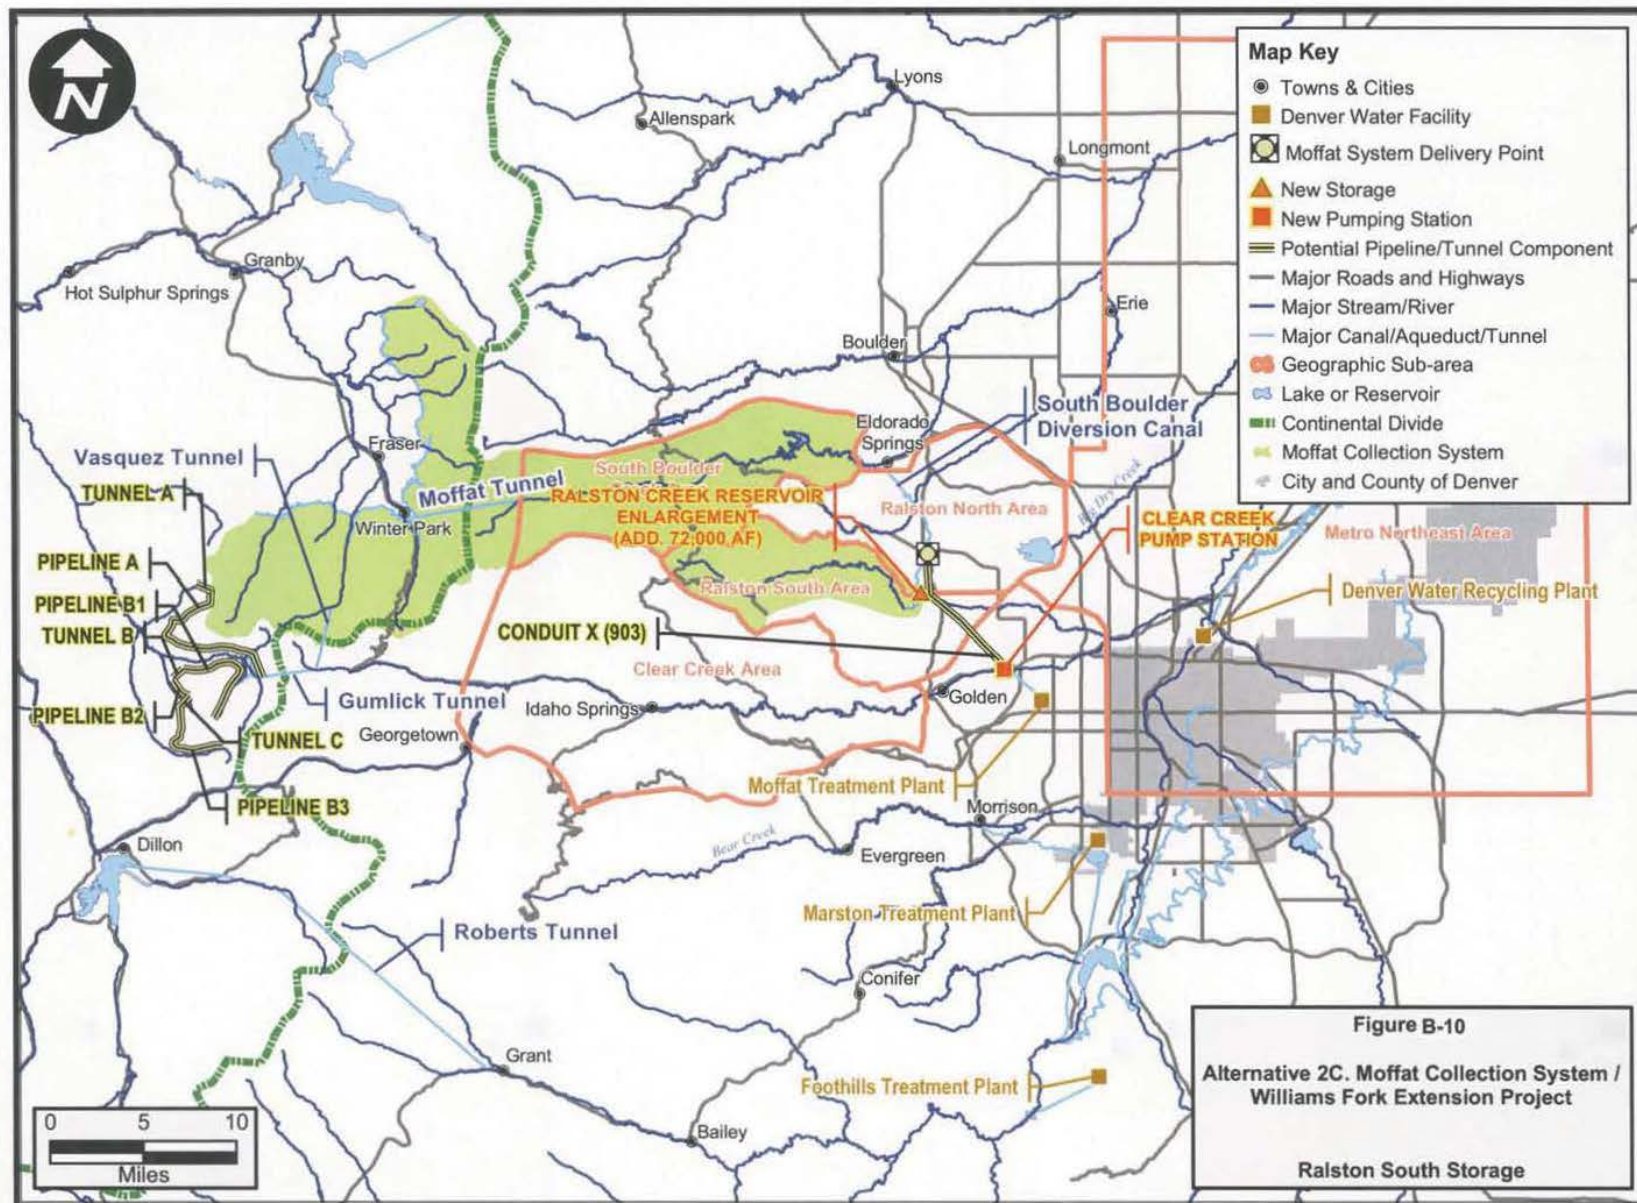 N
Map Key
Towns & Cities
Denver Water Facility
Moffat System Delivery Point
New Storage
New Pumping Station
Potential Pipeline/Tunnel Component
Major Roads and Highways
Major Stream/River
Major Canal/Aqueduct/Tunnel
Geographic Sub-area
Lake or Reservoir
Continental Divide
Moffat Collection System
City and County of Denver
Lyons
Allenspark
Longmont
Granby
Hot Sulphur Springs
Erie
Boulder
South Boulder
Diversion Canal
Eldorado
Springs
Fraser
Vasquez Tunnel
TUNNEL A
Moffat Tunnel
South Boulder
Winter Park
RALSTON CREEK RESERVOIR
ENLARGEMENT
(ADD. 72,000 AF)
Ralston North Area
Big Dry Creek
CLEAR CREEK
PUMP STATION
Metro Northeast Area
PIPELINE A
PIPELINE B1
TUNNEL B
Ralston South Area
Denver Water Recycling Plant
CONDUIT X (903)
Clear Creek Area
Golden
Gumlick Tunnel
Idaho Springs
PIPELINE B2
TUNNEL C
Georgetown
Moffat Treatment Plant
PIPELINE B3
Morrison
Dillon
Bear Creek
Evergreen
Marston Treatment Plant
Roberts Tunnel
Conifer
Grant
Foothills Treatment Plant
Bailey
0 5 10
Miles
Figure B-10
Alternative 2C. Moffat Collection System /
Williams Fork Extension Project
Ralston South Storage